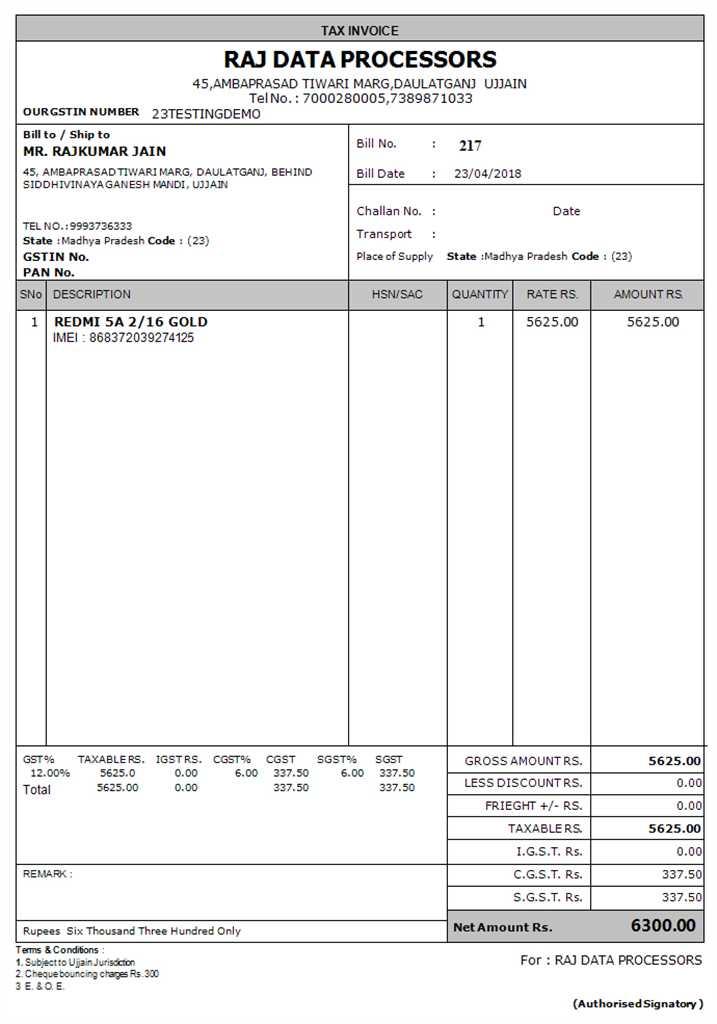 TAX INVOICE
RAJ DATA PROCESSORS
45,AMBAPRASAD TIWARI MARG,DAULATGANJ UJJAIN
Tel No. : 7000280005,7389871033
OUR GSTIN NUMBER 23TESTINGDEMO
Bill to / Ship to
MR. RAJKUMAR JAIN
45, AMBAPRASAD TIWARI MARG, DAULATGANJ, BEHIND
SIDDHIVINAYA GANESH MANDI, UJJAIN
TEL NO.:9993736333
State :Madhya Pradesh Code : (23)
GSTIN No.
PAN No.
Bill No. : 217
Bill Date : 23/04/2018
Challan No. : Date
Transport :
Place of Supply State :Madhya Pradesh Code : (23)
SNo DESCRIPTION HSN/SAC QUANTITY RATE RS. AMOUNT RS.
1 REDMI 5A 2/16 GOLD 1 5625.00 5625.00
IMEI : 868372039274125
GST% TAXABLE RS. IGST RS. CGST% CGST SGST% SGST
12.00% 5625.0 0.00 6.00 337.50 6.00 337.50
Total 5625.00 0.00 337.50 337.50
GROSS AMOUNT RS. 5625.00
LESS DISCOUNT RS. 0.00
FRIEGHT +/- RS. 0.00
TAXABLE RS. 5625.00
I.G.S.T. Rs. 0.00
C.G.S.T. Rs. 337.50
S.G.S.T. Rs. 337.50
REMARK :
Rupees Six Thousand Three Hundred Only
Net Amount Rs. 6300.00
Terms & Conditions :
1. Subject to Ujjain Jurisdiction
2. Cheque bouncing charges Rs. 300
3 E. & O. E.
For : RAJ DATA PROCESSORS
(Authorised Signatory )